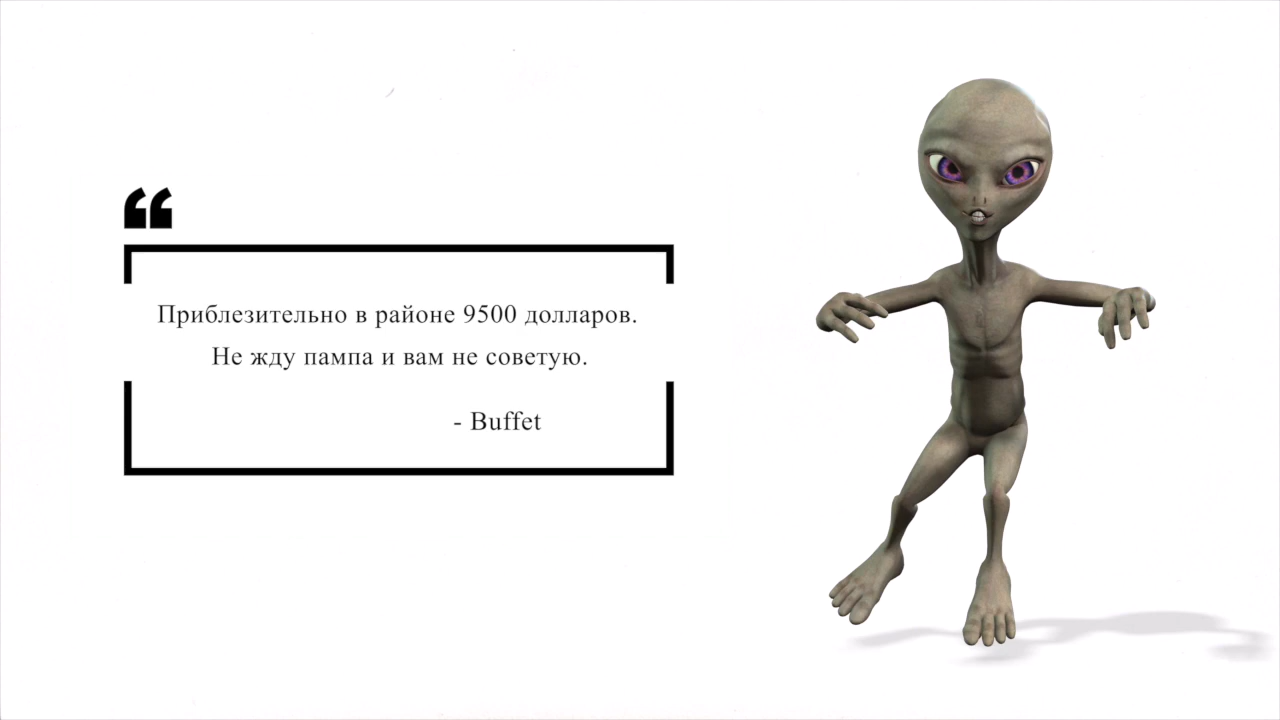 “
Приблезительно в районе 9500 долларов.
Не жду пампа и вам не советую.
- Buffet